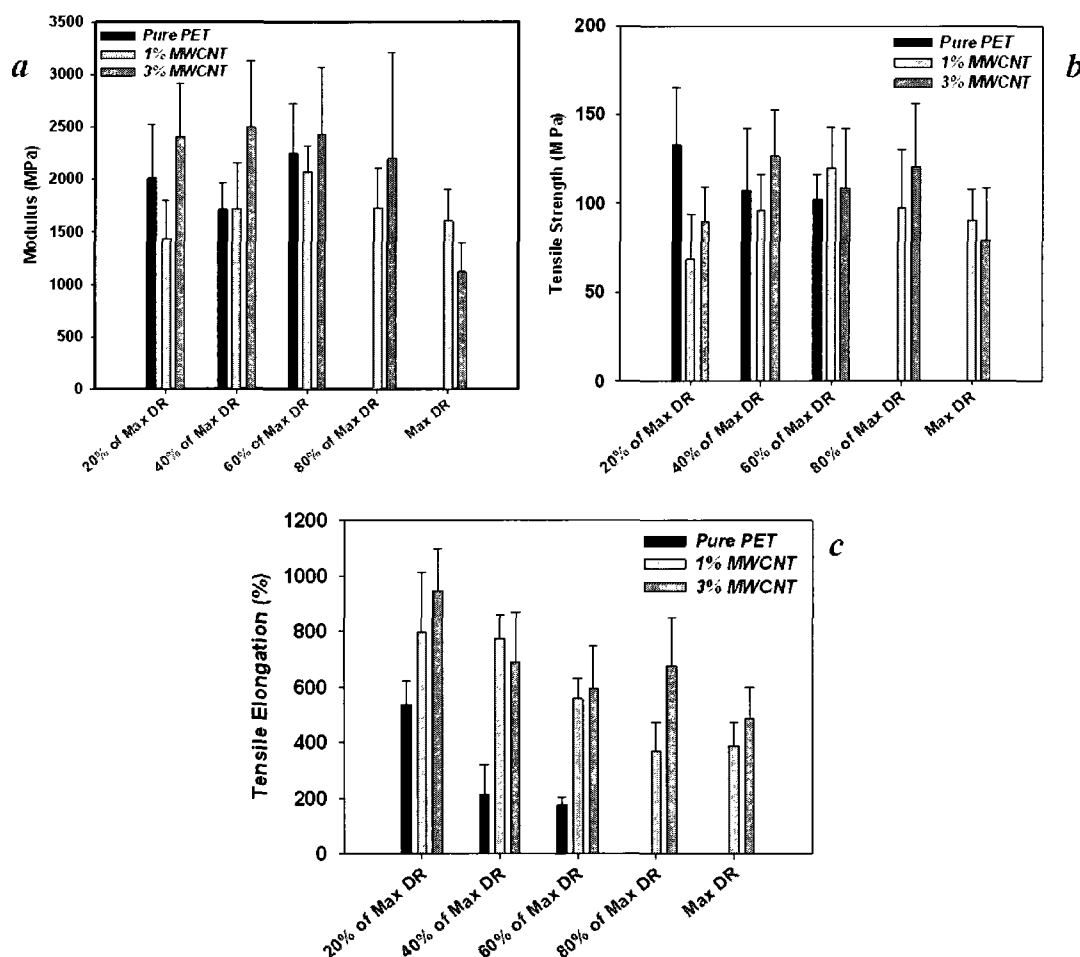 a
Modulus (MPa)
3500
3000
2500
2000
1500
1000
500
0
Pure PET
1% MWCNT
3% MWCNT
20% of Max DR
40% of Max DR
60% of Max DR
80% of Max DR
Max DR
b
Tensile Strength (MPa)
200
150
100
50
0
Pure PET
1% MWCNT
3% MWCNT
20% of Max DR
40% of Max DR
60% of Max DR
80% of Max DR
Max DR
c
Tensile Elongation (%)
1200
1000
800
600
400
200
0
Pure PET
1% MWCNT
3% MWCNT
20% of Max DR
40% of Max DR
60% of Max DR
80% of Max DR
Max DR